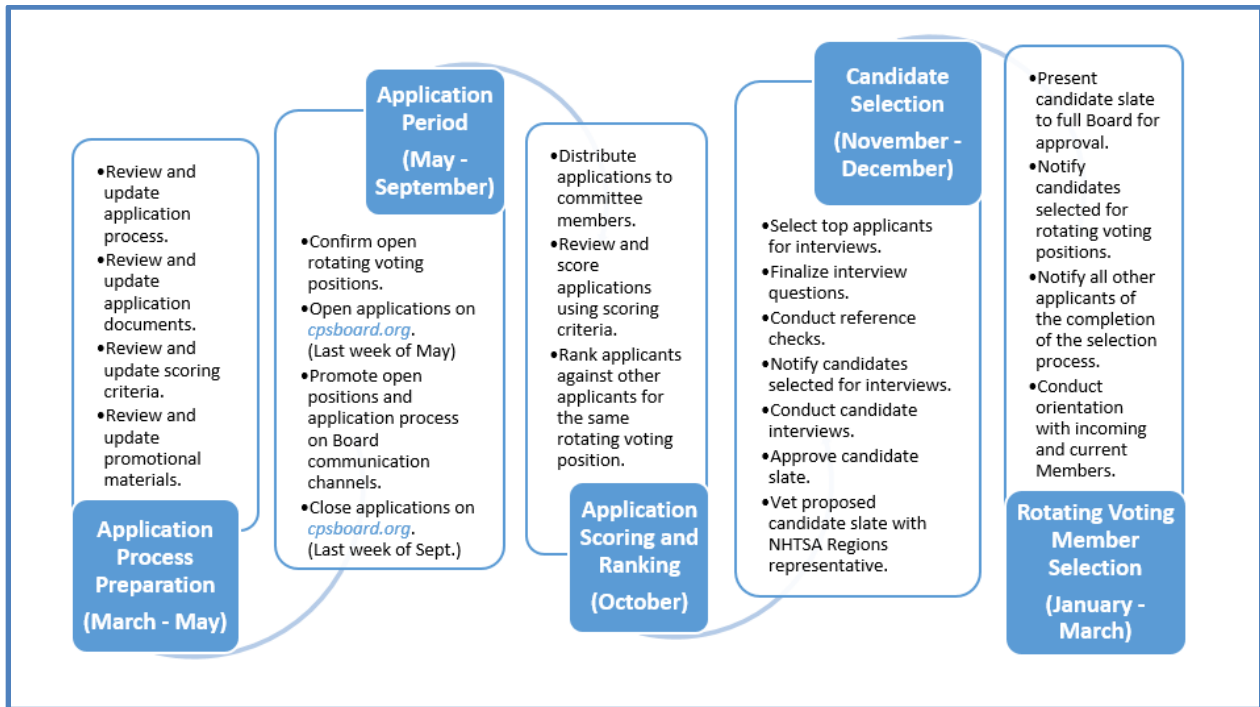 •Review and
update
application
process.
•Review and
update
application
documents.
•Review and
update scoring
criteria.
•Review and
update
promotional
materials.
Application
Process
Preparation
(March - May)
Application
Period
(May -
September)
•Confirm open
rotating voting
positions.
•Open applications on
cpsboard.org.
(Last week of May)
•Promote open
positions and
application process
on Board
communication
channels.
•Close applications on
cpsboard.org.
(Last week of Sept.)
•Distribute
applications to
committee
members.
•Review and
score
applications
using scoring
criteria.
•Rank applicants
against other
applicants for
the same
rotating voting
position.
Application
Scoring and
Ranking
(October)
Candidate
Selection
(November -
December)
•Select top applicants
for interviews.
•Finalize interview
questions.
•Conduct reference
checks.
•Notify candidates
selected for interviews.
•Conduct candidate
interviews.
•Approve candidate
slate.
•Vet proposed
candidate slate with
NHTSA Regions
representative.
•Present
candidate slate
to full Board for
approval.
•Notify
candidates
selected for
rotating voting
positions.
•Notify all other
applicants of
the completion
of the selection
process.
•Conduct
orientation
with incoming
and current
Members.
Rotating Voting
Member
Selection
(January -
March)